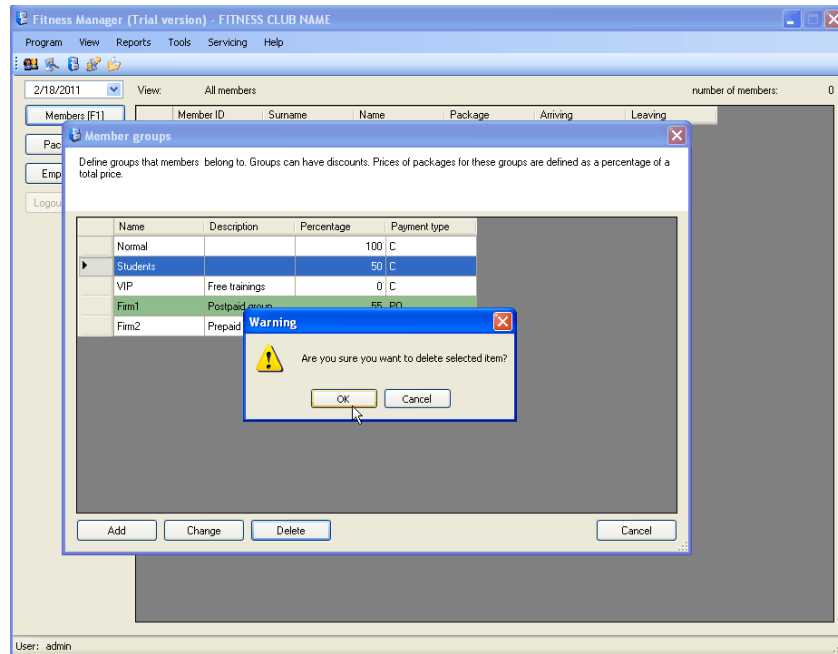 Fitness Manager (Trial version) - FITNESS CLUB NAME
Program View Reports Tools Servicing Help
2/18/2011 View: All members number of members: 0
Members [F1] Member ID Surname Name Package Arriving Leaving
Member groups
Define groups that members belong to. Groups can have discounts. Prices of packages for these groups are defined as a percentage of a
total price.
Pac
Emp
Logou
Name Description Percentage Payment type
Normal 100 C
Students 50 C
VIP Free trainings 0 C
Firm1 Postpaid group 55 PO
Firm2 Prepaid
Warning
Are you sure you want to delete selected item?
OK Cancel
Add Change Delete Cancel
User: admin